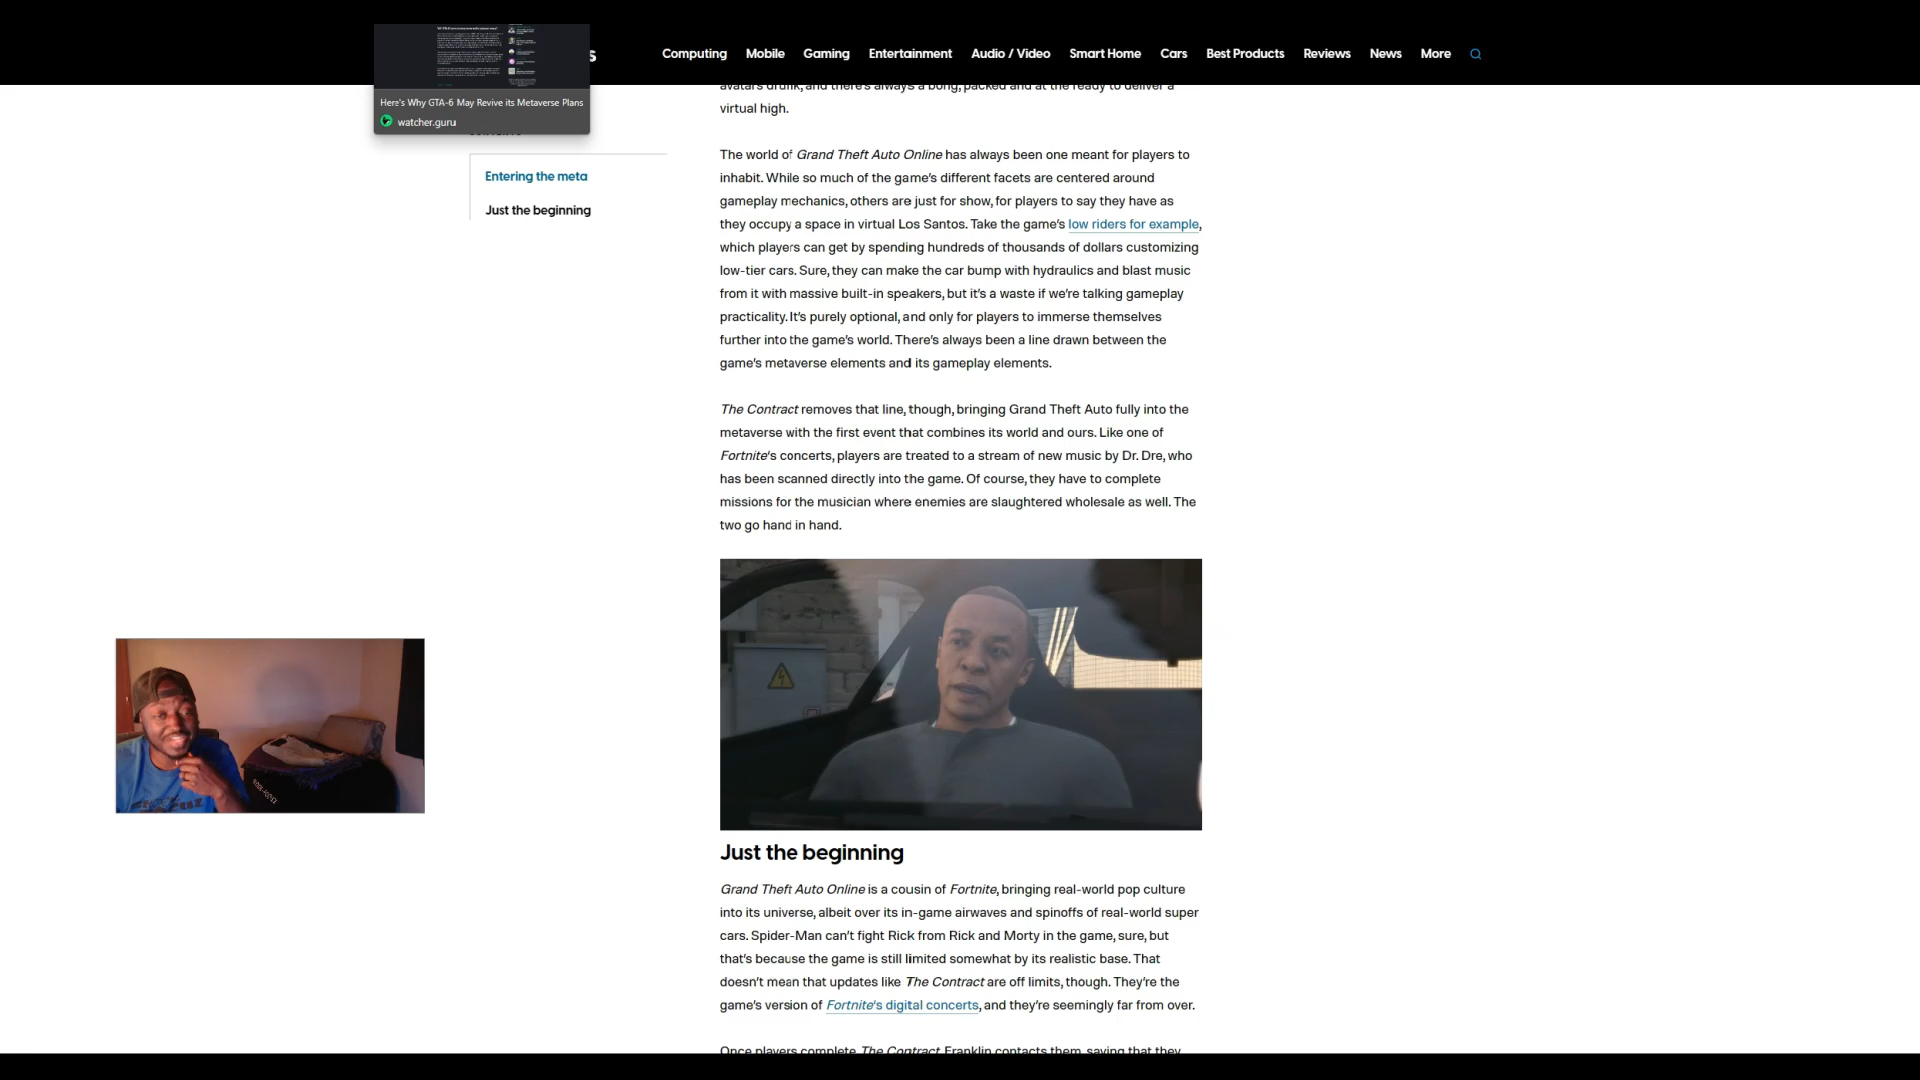 s
Computing Mobile Gaming Entertainment Audio / Video Smart Home Cars Best Products Reviews News More
Here's Why GTA-6 May Revive its Metaverse Plans
watcher.guru
Entering the meta
Just the beginning
avatars drunk, and there's always a bong, packed and at the ready to deliver a
virtual high.
The world of Grand Theft Auto Online has always been one meant for players to
inhabit. While so much of the game's different facets are centered around
gameplay mechanics, others are just for show, for players to say they have as
they occupy a space in virtual Los Santos. Take the game's low riders for example,
which players can get by spending hundreds of thousands of dollars customizing
low-tier cars. Sure, they can make the car bump with hydraulics and blast music
from it with massive built-in speakers, but it's a waste if we're talking gameplay
practicality. It's purely optional, and only for players to immerse themselves
further into the game's world. There's always been a line drawn between the
game's metaverse elements and its gameplay elements.
The Contract removes that line, though, bringing Grand Theft Auto fully into the
metaverse with the first event that combines its world and ours. Like one of
Fortnite's concerts, players are treated to a stream of new music by Dr. Dre, who
has been scanned directly into the game. Of course, they have to complete
missions for the musician where enemies are slaughtered wholesale as well. The
two go hand in hand.
Just the beginning
Grand Theft Auto Online is a cousin of Fortnite, bringing real-world pop culture
into its universe, albeit over its in-game airwaves and spinoffs of real-world super
cars. Spider-Man can't fight Rick from Rick and Morty in the game, sure, but
that's because the game is still limited somewhat by its realistic base. That
doesn't mean that updates like The Contract are off limits, though. They're the
game's version of Fortnite's digital concerts, and they're seemingly far from over.
Once players complete The Contract, Franklin contacts them, saying that they